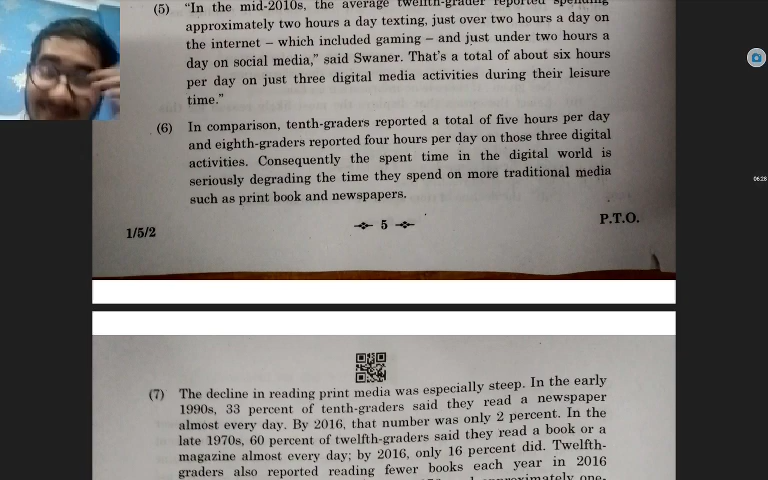 (5) "In the mid-2010s, the average twelfth-grader reported spending
approximately two hours a day texting, just over two hours a day on
the internet – which included gaming – and just under two hours a
day on social media," said Swaner. That's a total of about six hours
per day on just three digital media activities during their leisure
time."
(6) In comparison, tenth-graders reported a total of five hours per day
and eighth-graders reported four hours per day on those three digital
activities. Consequently the spent time in the digital world is
seriously degrading the time they spend on more traditional media
such as print book and newspapers.
1/5/2 5 P.T.O.
06:28
(7) The decline in reading print media was especially steep. In the early
1990s, 33 percent of tenth-graders said they read a newspaper
almost every day. By 2016, that number was only 2 percent. In the
late 1970s, 60 percent of twelfth-graders said they read a book or a
magazine almost every day; by 2016, only 16 percent did. Twelfth-
graders also reported reading fewer books each year in 2016
approximately one-